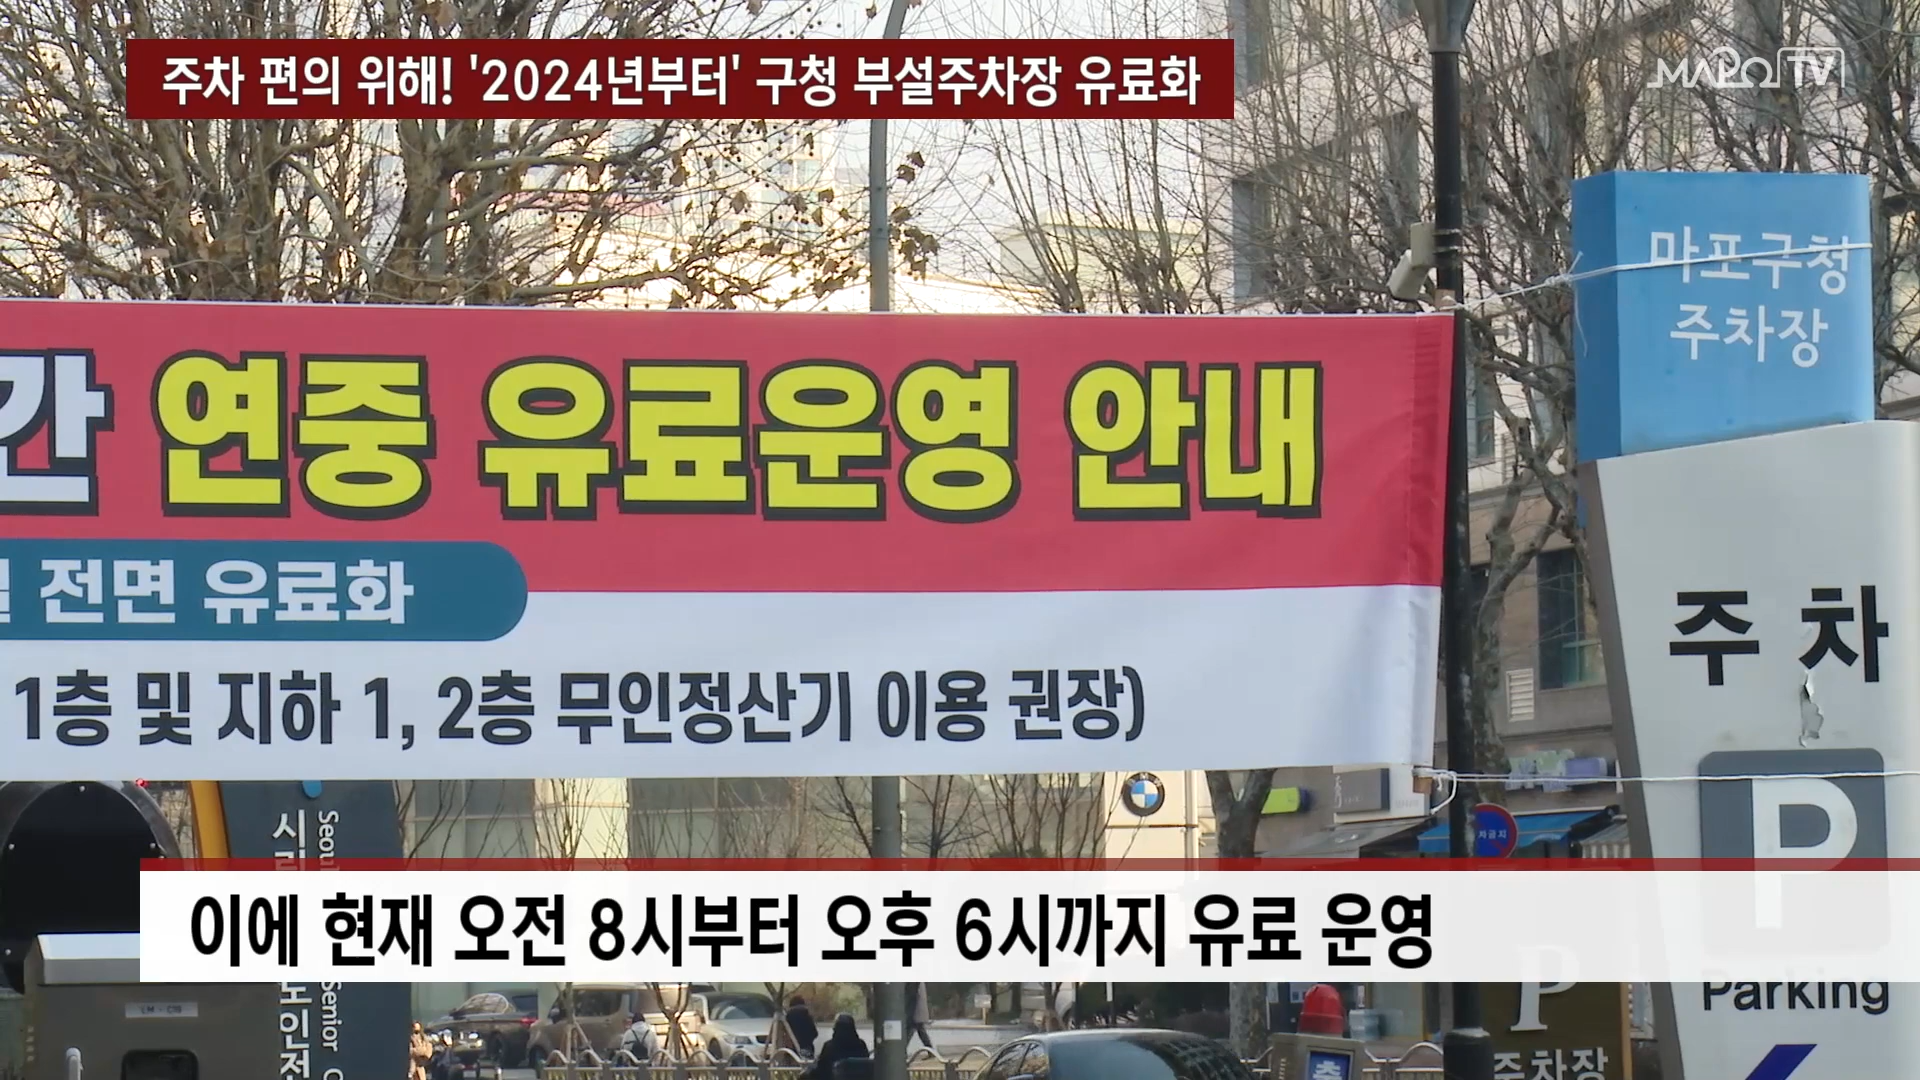 주차 편의 위해! '2024년부터' 구청 부설주차장 유료화
MAPO TV
마포구청
주차장
간 연중 유료운영 안내
전면 유료화
1층 및 지하 1, 2층 무인정산기 이용 권장)
주차
P
Parking
이에 현재 오전 8시부터 오후 6시까지 유료 운영
P
주차장
Senior